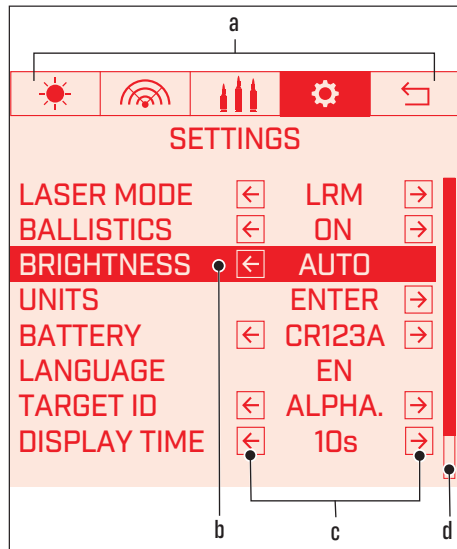 a
SETTINGS
LASER MODE ← LRM →
BALLISTICS ← ON →
BRIGHTNESS ← AUTO
UNITS ENTER →
BATTERY ← CR123A →
LANGUAGE EN
TARGET ID ← ALPHA. →
DISPLAY TIME ← 10s →
b c d